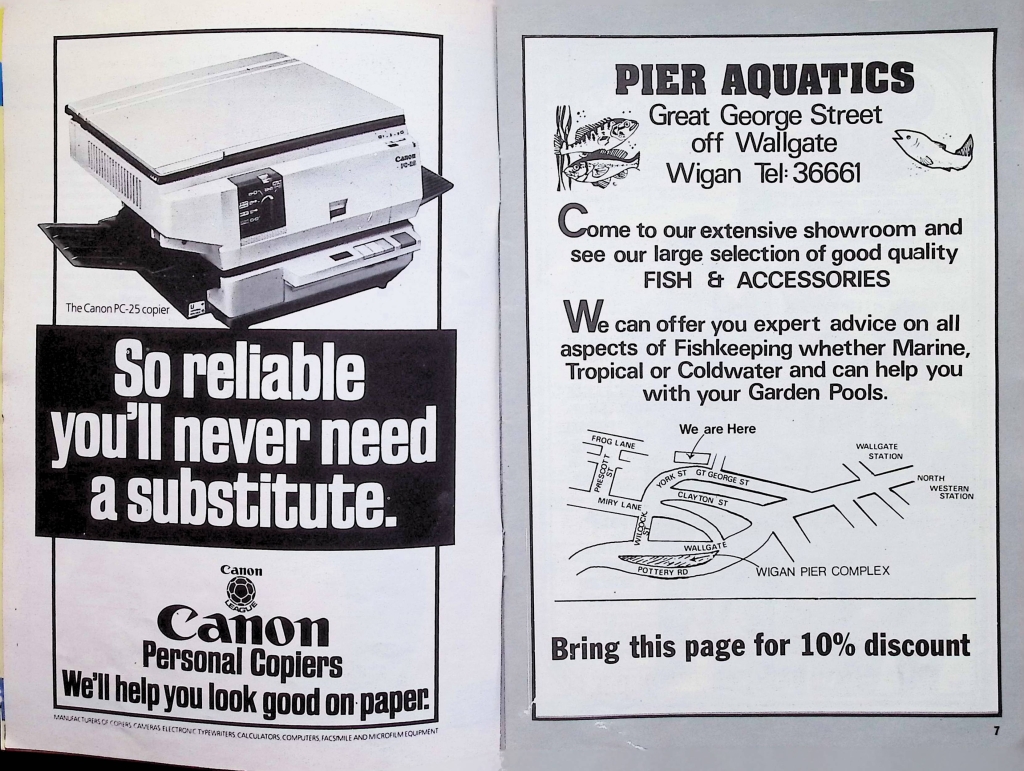 Canon
PC-25
The Canon PC-25 copier
So reliable
you'll never need
a substitute.
Canon
LEAGUE
Canon
Personal Copiers
We'll help you look good on paper.
MANUFACTURERS OF COPIERS, CAMERAS, ELECTRONIC TYPEWRITERS, CALCULATORS, COMPUTERS, FACSIMILE AND MICROFILM EQUIPMENT
PIER AQUATICS
Great George Street
off Wallgate
Wigan Tel: 36661
Come to our extensive showroom and
see our large selection of good quality
FISH & ACCESSORIES
We can offer you expert advice on all
aspects of Fishkeeping whether Marine,
Tropical or Coldwater and can help you
with your Garden Pools.
We are Here
FROG LANE
PRESCOTT ST
YORK ST
GT GEORGE ST
WALLGATE
STATION
NORTH
WESTERN
STATION
MIRY LANE
CLAYTON ST
WILCOCK ST
WALLGATE
POTTERY RD
WIGAN PIER COMPLEX
Bring this page for 10% discount
7